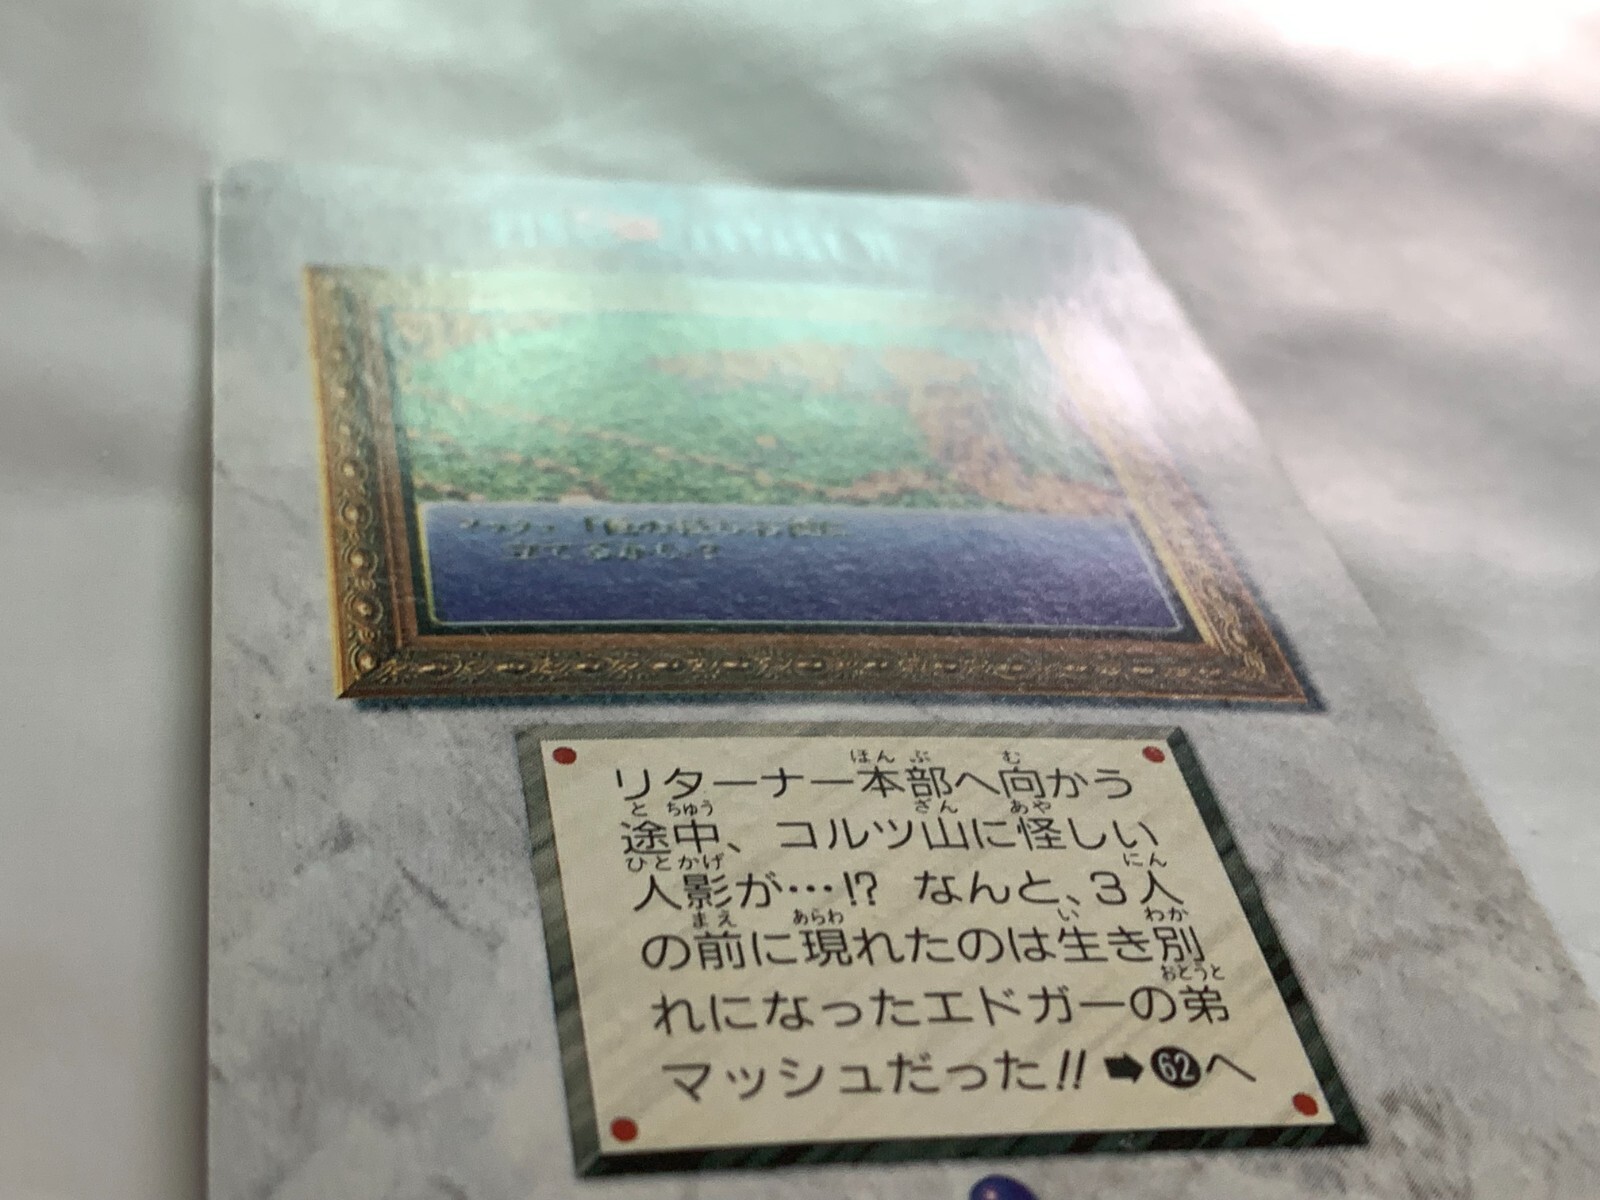 リターナー本部へ向かう
途中、コルツ山に怪しい
人影が…!? なんと、3人
の前に現れたのは生き別
れになったエドガーの弟
マッシュだった!! ➡62へ